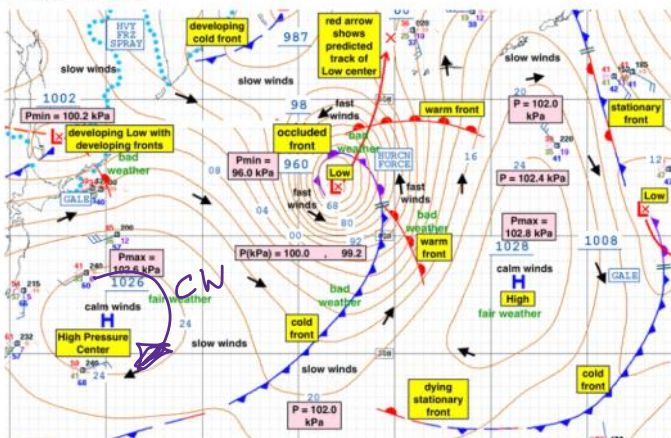 HVY
FRZ
SPRAY
developing
cold front
987
red arrow
shows
predicted
track of
Low center
slow winds
slow winds
slow winds
1002
Pmin = 100.2 kPa
98
fast
winds
warm front
P = 102.0
kPa
stationary
front
L
developing Low with
developing fronts
bad
weather
occluded
front
bad
weather
Pmin =
96.0 kPa
960
Low
L
HURCN
FORCE
16
24
P = 102.4 kPa
12
GALE
08
fast
winds
68
fast
winds
04
80
bad
weather
Pmax =
102.8 kPa
Low
L
00
92
warm
front
1028
1008
Pmax =
102.6 kPa
P(kPa) = 100.0 , 99.2
1026
CW
calm winds
GALE
calm winds
fair weather
H
bad
weather
High
fair weather
H
24
cold
front
High Pressure
Center
slow winds
slow winds
24
20
cold
front
P = 102.0
kPa
dying
stationary
front